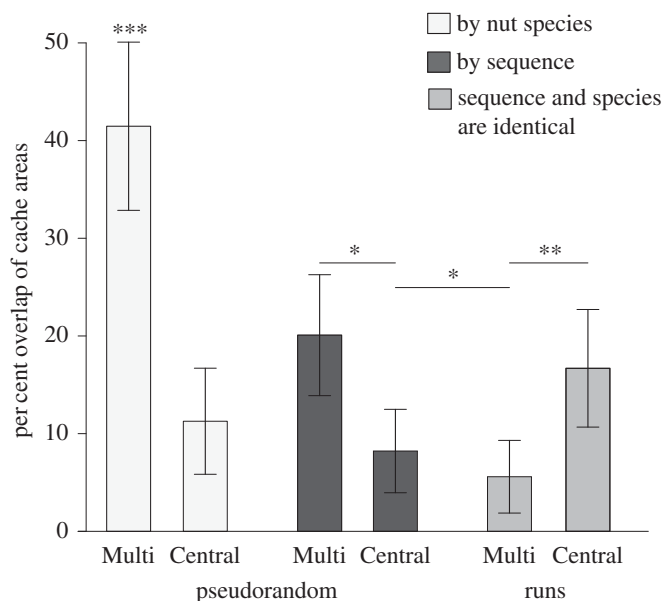 ***
by nut species
by sequence
sequence and species
are identical
per cent overlap of cache areas
50
40
30
20
10
0
*
*
**
Multi Central Multi Central Multi Central
pseudorandom runs